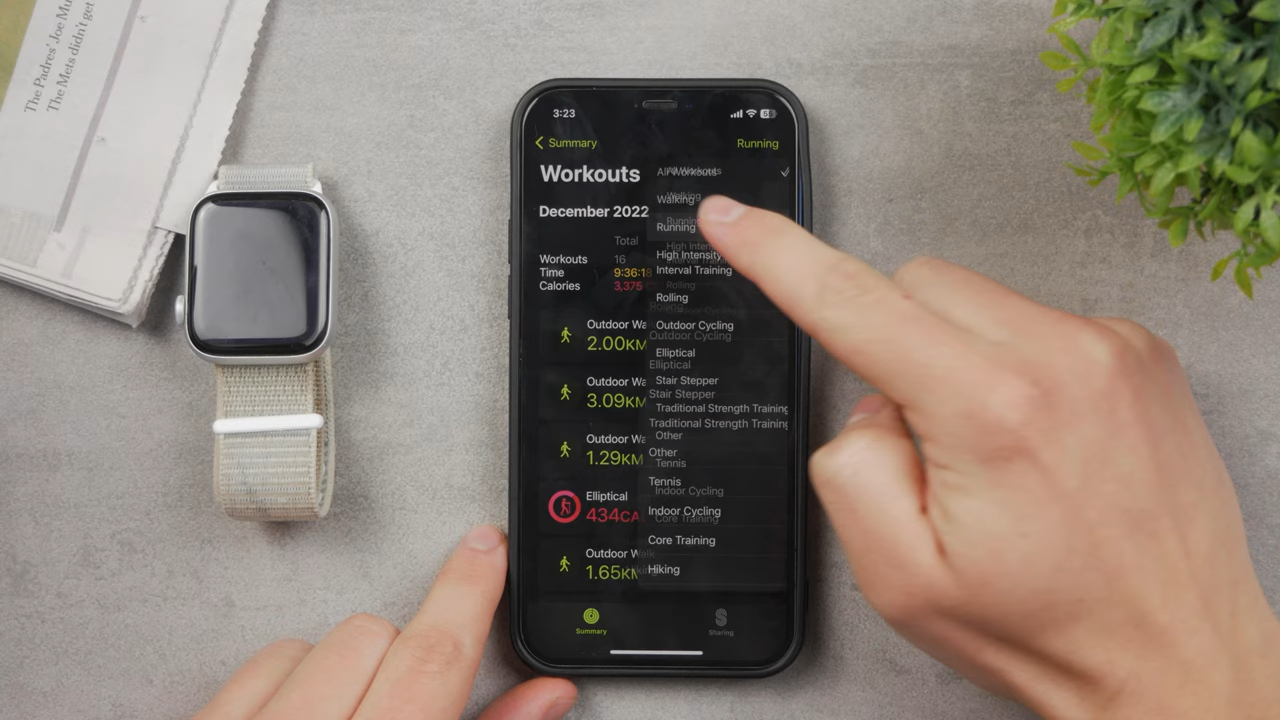 The Padres' Joe Mu
The Mets didn't get
3:23
Summary
Running
Workouts
December 2022
Total
Workouts 16
Time 9:36:18
Calories 3,375
Outdoor Wa
2.00KM
Outdoor Wa
3.09KM
Outdoor Wa
1.29KM
Elliptical
434CA
Outdoor W
1.65KM
All Workouts
Walking
Running
High Intensity
Interval Training
Rolling
Outdoor Cycling
Elliptical
Stair Stepper
Traditional Strength Training
Other
Tennis
Indoor Cycling
Core Training
Hiking
Summary
Sharing